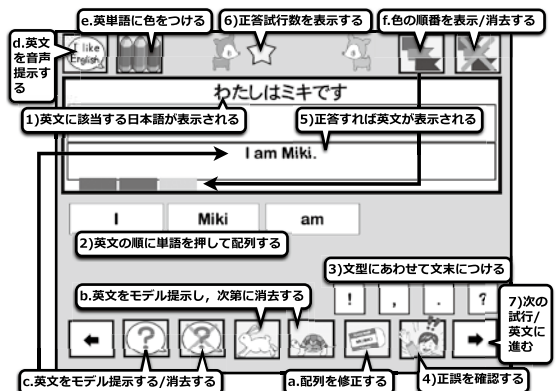 e.英単語に色をつける
6)正答試行数を表示する
f.色の順番を表示/消去する
d.英文
を音声
提示す
る
I like
English
わたしはミキです
1)英文に該当する日本語が表示される
5)正答すれば英文が表示される
I am Miki.
I
Miki
am
2)英文の順に単語を押して配列する
3)文型にあわせて文末につける
b.英文をモデル提示し，次第に消去する
!
,
.
?
7)次の
試行/
英文に
進む
?
?
c.英文をモデル提示する/消去する
a.配列を修正する
4)正誤を確認する